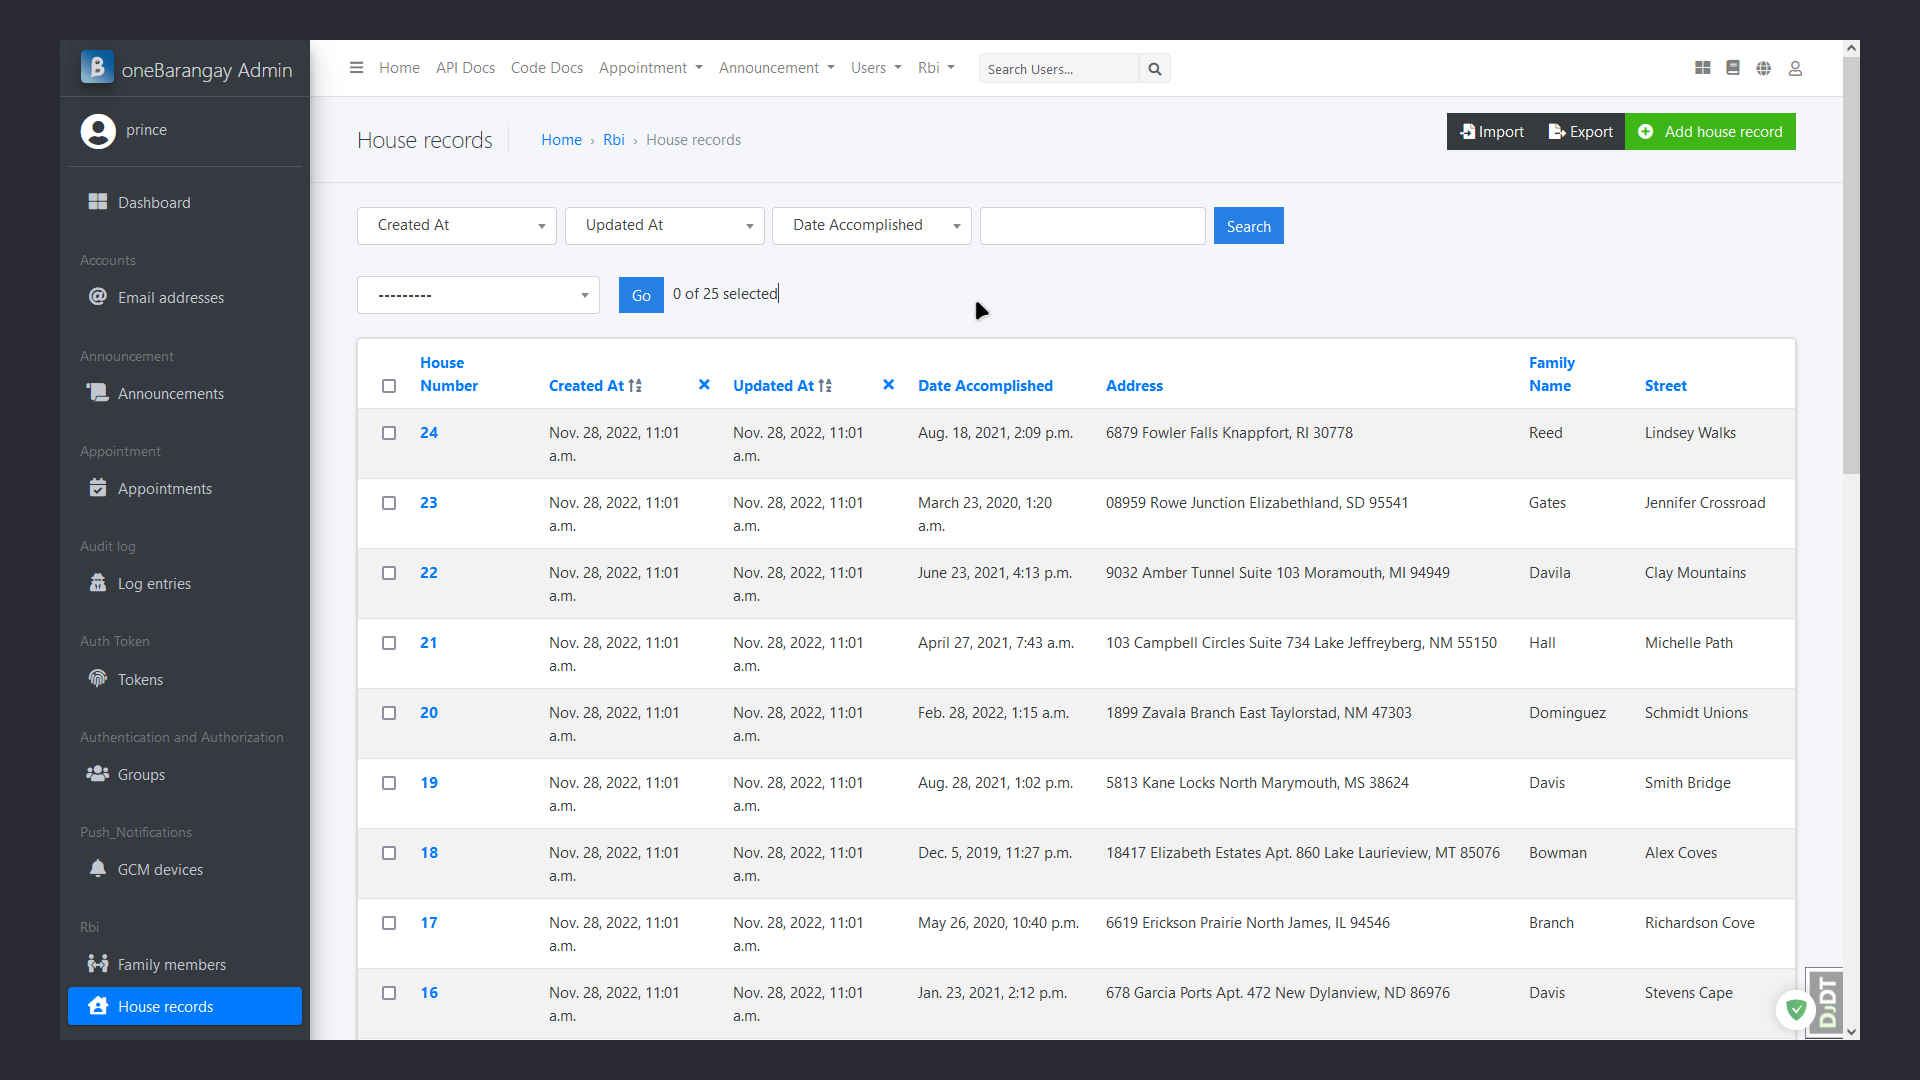 B oneBarangay Admin
Home API Docs Code Docs Appointment Announcement Users Rbi Search Users...
prince
House records Home › Rbi › House records Import Export Add house record
Dashboard
Created At Updated At Date Accomplished Search
Accounts
Email addresses
--------- Go 0 of 25 selected
Announcement
Announcements
Appointment
Appointments
Audit log
Log entries
Auth Token
Tokens
Authentication and Authorization
Groups
Push_Notifications
GCM devices
Rbi
Family members
House records
House Number Created At Updated At Date Accomplished Address Family Name Street
24 Nov. 28, 2022, 11:01 a.m. Nov. 28, 2022, 11:01 a.m. Aug. 18, 2021, 2:09 p.m. 6879 Fowler Falls Knappfort, RI 30778 Reed Lindsey Walks
23 Nov. 28, 2022, 11:01 a.m. Nov. 28, 2022, 11:01 a.m. March 23, 2020, 1:20 a.m. 08959 Rowe Junction Elizabethland, SD 95541 Gates Jennifer Crossroad
22 Nov. 28, 2022, 11:01 a.m. Nov. 28, 2022, 11:01 a.m. June 23, 2021, 4:13 p.m. 9032 Amber Tunnel Suite 103 Moramouth, MI 94949 Davila Clay Mountains
21 Nov. 28, 2022, 11:01 a.m. Nov. 28, 2022, 11:01 a.m. April 27, 2021, 7:43 a.m. 103 Campbell Circles Suite 734 Lake Jeffreyberg, NM 55150 Hall Michelle Path
20 Nov. 28, 2022, 11:01 a.m. Nov. 28, 2022, 11:01 a.m. Feb. 28, 2022, 1:15 a.m. 1899 Zavala Branch East Taylorstad, NM 47303 Dominguez Schmidt Unions
19 Nov. 28, 2022, 11:01 a.m. Nov. 28, 2022, 11:01 a.m. Aug. 28, 2021, 1:02 p.m. 5813 Kane Locks North Marymouth, MS 38624 Davis Smith Bridge
18 Nov. 28, 2022, 11:01 a.m. Nov. 28, 2022, 11:01 a.m. Dec. 5, 2019, 11:27 p.m. 18417 Elizabeth Estates Apt. 860 Lake Laurieview, MT 85076 Bowman Alex Coves
17 Nov. 28, 2022, 11:01 a.m. Nov. 28, 2022, 11:01 a.m. May 26, 2020, 10:40 p.m. 6619 Erickson Prairie North James, IL 94546 Branch Richardson Cove
16 Nov. 28, 2022, 11:01 a.m. Nov. 28, 2022, 11:01 a.m. Jan. 23, 2021, 2:12 p.m. 678 Garcia Ports Apt. 472 New Dylanview, ND 86976 Davis Stevens Cape
DJDT